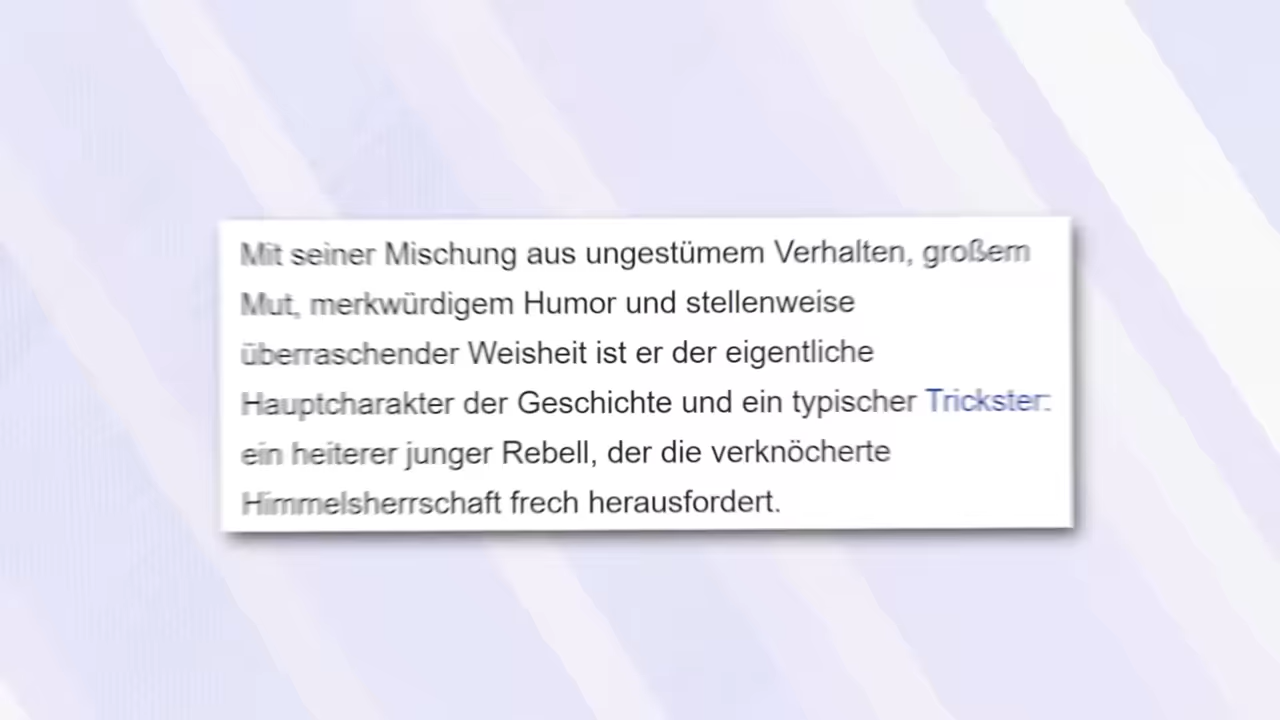 Mit seiner Mischung aus ungestümem Verhalten, großem
Mut, merkwürdigem Humor und stellenweise
überraschender Weisheit ist er der eigentliche
Hauptcharakter der Geschichte und ein typischer Trickster:
ein heiterer junger Rebell, der die verknöcherte
Himmelsherrschaft frech herausfordert.